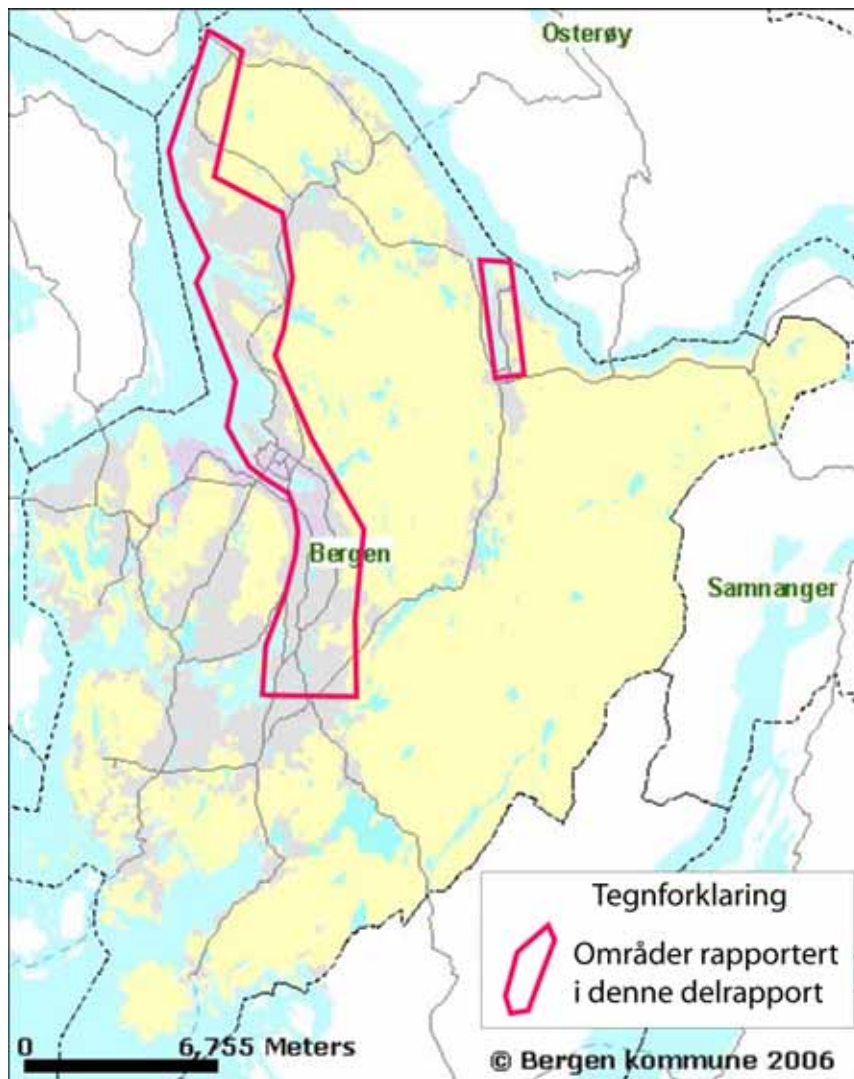 Osterøy
Bergen
Samnanger
Tegnforklaring
Områder rapportert
i denne delrapport
0 6,755 Meters
© Bergen kommune 2006